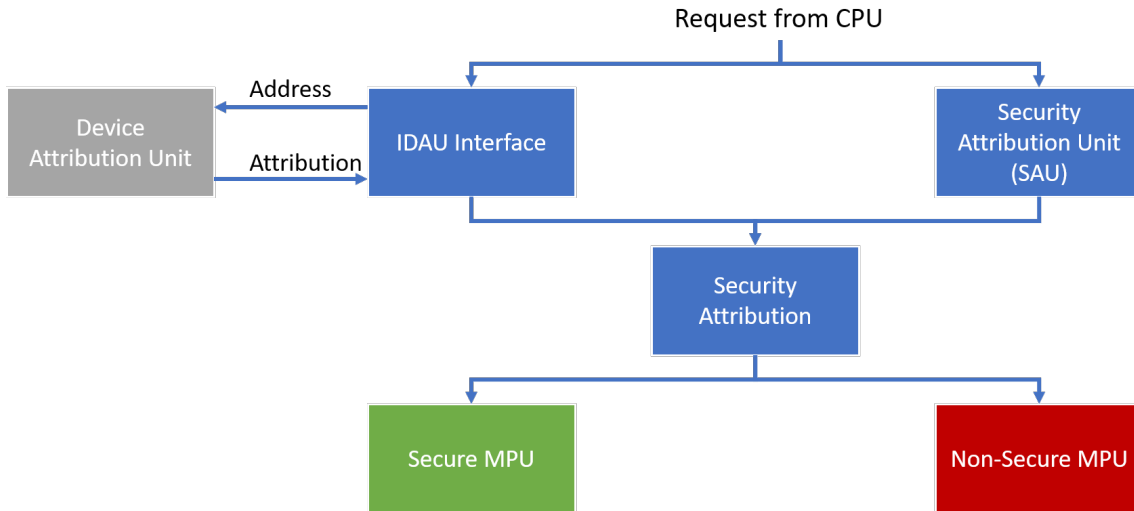 Request from CPU
Address
Device
Attribution Unit
Attribution
IDAU Interface
Security
Attribution Unit
(SAU)
Security
Attribution
Secure MPU
Non-Secure MPU